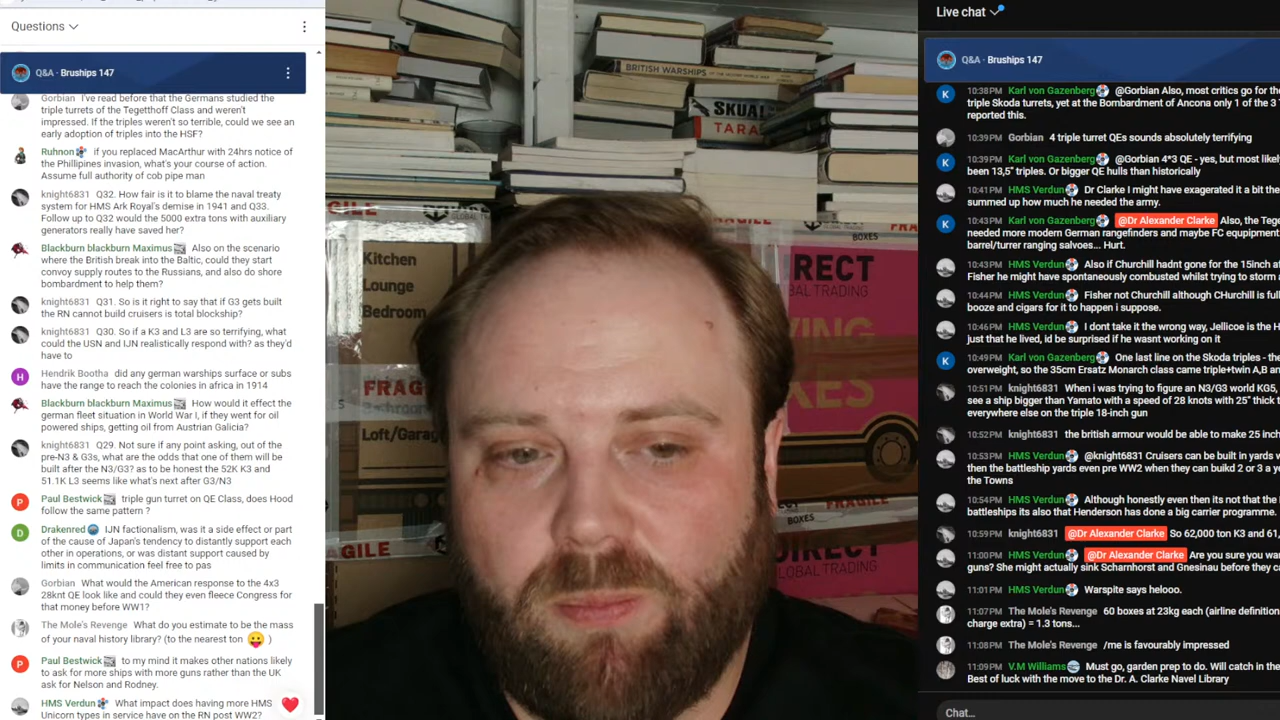 Questions
Q&A · Bruships 147
Gorbian I've read before that the Germans studied the
triple turrets of the Tegetthoff Class and weren't
impressed. If the triples weren't so terrible, could we see an
early adoption of triples into the HSF?
Ruhnon if you replaced MacArthur with 24hrs notice of
the Phillipines invasion, what's your course of action.
Assume full authority of cob pipe man
knight6831 Q32. How fair is it to blame the naval treaty
system for HMS Ark Royal's demise in 1941 and Q33.
Follow up to Q32 would the 5000 extra tons with auxiliary
generators really have saved her?
Blackburn blackburn Maximus Also on the scenario
where the British break into the Baltic, could they start
convoy supply routes to the Russians, and also do shore
bombardment to help them?
knight6831 Q31. So is it right to say that if G3 gets built
the RN cannot build cruisers is total blockship?
knight6831 Q30. So if a K3 and L3 are so terrifying, what
could the USN and IJN realistically respond with? as they'd
have to
Hendrik Bootha did any german warships surface or subs
have the range to reach the colonies in africa in 1914
Blackburn blackburn Maximus How would it effect the
german fleet situation in World War I, if they went for oil
powered ships, getting oil from Austrian Galicia?
knight6831 Q29. Not sure if any point asking, out of the
pre-N3 & G3s, what are the odds that one of them will be
built after the N3/G3? as to be honest the 52K K3 and
51.1K L3 seems like what's next after G3/N3
Paul Bestwick triple gun turret on QE Class, does Hood
follow the same pattern ?
Drakenred IJN factionalism, was it a side effect or part
of the cause of Japan's tendency to distantly support each
other in operations, or was distant support caused by
limits in communication feel free to pas
Gorbian What would the American response to the 4x3
28knt QE look like and could they even fleece Congress for
that money before WW1?
The Mole's Revenge What do you estimate to be the mass
of your naval history library? (to the nearest ton 😜 )
Paul Bestwick to my mind it makes other nations likely
to ask for more ships with more guns rather than the UK
ask for Nelson and Rodney.
HMS Verdun What impact does having more HMS
Unicorn types in service have on the RN post WW2?
BRITISH WARSHIPS
SKUA!
TARA
FRAGILE
BOXES
Kitchen
Lounge
Bedroom
FRAGILE
Bathroom
Loft/Garage
DIRECT
GLOBAL TRADING
MOVING
BOXES
FRAGILE
BOXES
DIRECT
GLOBAL TRADING
Live chat
Q&A · Bruships 147
10:38PM Karl von Gazenberg @Gorbian Also, most critics go for the
triple Skoda turrets, yet at the Bombardment of Ancona only 1 of the 3
reported this.
10:39PM Gorbian 4 triple turret QEs sounds absolutely terrifying
10:39PM Karl von Gazenberg @Gorbian 4*3 QE - yes, but most likel
been 13,5" triples. Or bigger QE hulls than historically
10:41PM HMS Verdun Dr Clarke I might have exagerated it a bit the
summed up how much he needed the army.
10:43PM Karl von Gazenberg @Dr Alexander Clarke Also, the Tege
needed more modern German rangefinders and maybe FC equipment
barrel/turrer ranging salvoes... Hurt.
10:44PM HMS Verdun Also if Churchill hadnt gone for the 15inch a
Fisher he might have spontaneously combusted whilst trying to storm
10:44PM HMS Verdun Fisher not Churchill although CHurchill is full
booze and cigars for it to happen i suppose.
10:46PM HMS Verdun I dont take it the wrong way, Jellicoe is the H
just that he lived, id be surprised if he wasnt working on it
10:49PM Karl von Gazenberg One last line on the Skoda triples - the
overweight, so the 35cm Ersatz Monarch class came triple+twin A,B an
10:51PM knight6831 When i was trying to figure an N3/G3 world KG5,
see a ship bigger than Yamato with a speed of 28 knots with 25" thick b
everywhere else on the triple 18-inch gun
10:52PM knight6831 the british armour would be able to make 25 inch
10:53PM HMS Verdun @knight6831 Cruisers can be built in yards w
then the battleship yards even pre WW2 when they can buikd 2 or 3 a y
the Towns
10:54PM HMS Verdun Although honestly even then its not that the
battleships its also that Henderson has done a big carrier programme.
10:59PM knight6831 @Dr Alexander Clarke So 62,000 ton K3 and 61,
11:00PM HMS Verdun @Dr Alexander Clarke Are you sure you wa
guns? She might actually sink Scharnhorst and Gnesinau before they c
11:01PM HMS Verdun Warspite says helooo.
11:07PM The Mole's Revenge 60 boxes at 23kg each (airline definition
charge extra) = 1.3 tons...
11:08PM The Mole's Revenge /me is favourably impressed
11:09PM V.M Williams Must go, garden prep to do. Will catch in the
Best of luck with the move to the Dr. A. Clarke Navel Library
Chat...